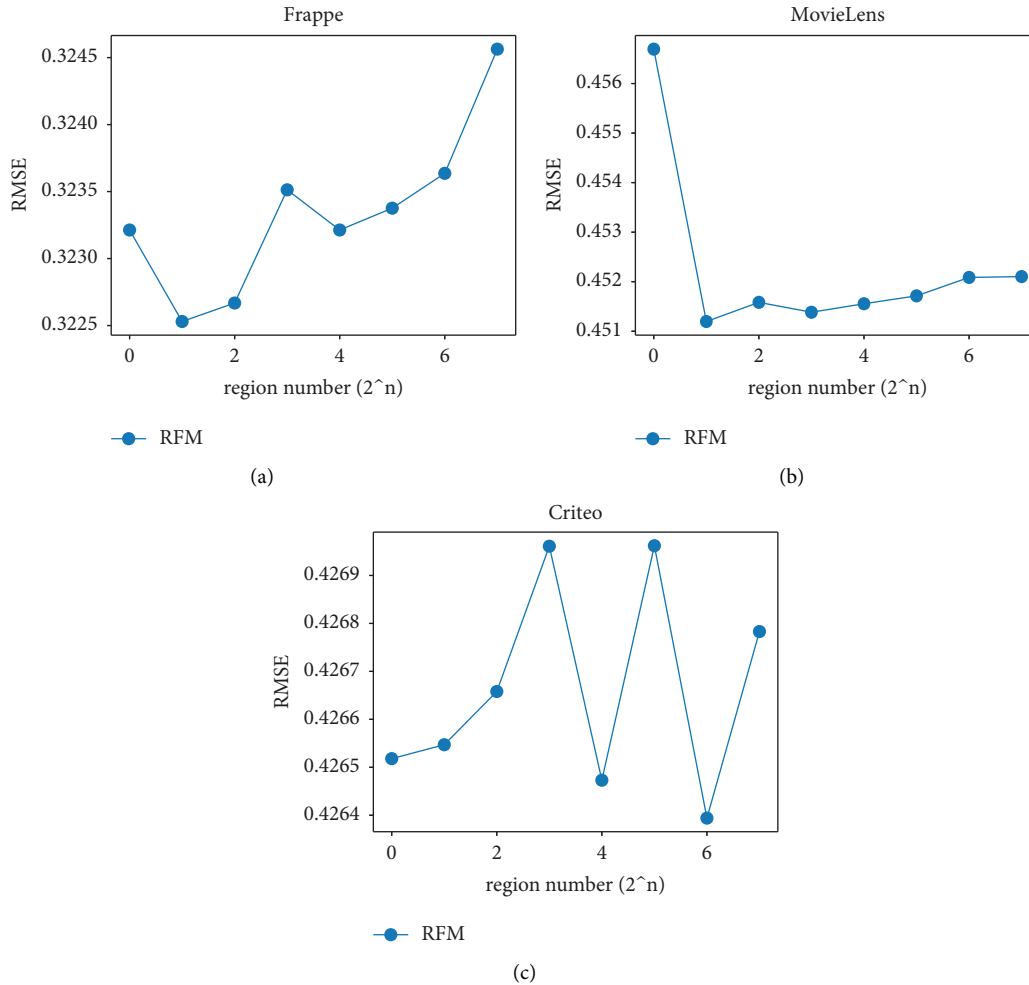 Frappe
0.3245
0.3240
0.3235
0.3230
0.3225
RMSE
0 2 4 6
region number (2^n)
RFM
(a)
MovieLens
0.456
0.455
0.454
0.453
0.452
0.451
RMSE
0 2 4 6
region number (2^n)
RFM
(b)
Criteo
0.4269
0.4268
0.4267
0.4266
0.4265
0.4264
RMSE
0 2 4 6
region number (2^n)
RFM
(c)